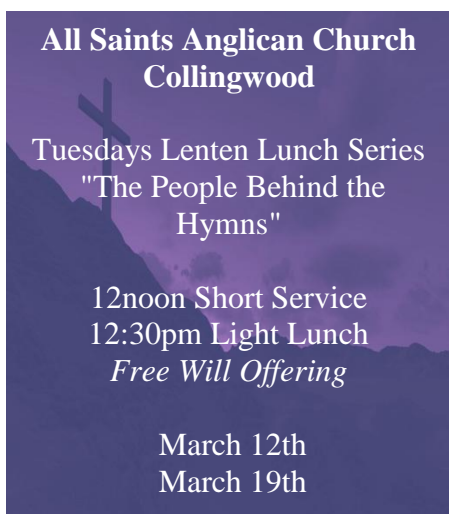 All Saints Anglican Church
Collingwood
Tuesdays Lenten Lunch Series
"The People Behind the
Hymns"
12noon Short Service
12:30pm Light Lunch
Free Will Offering
March 12th
March 19th